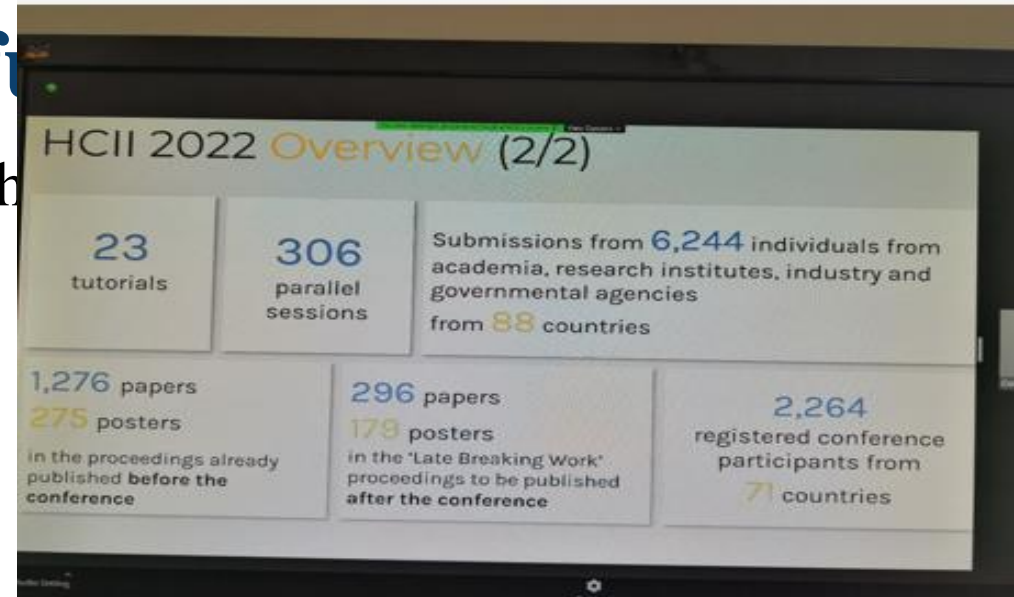 HCII 2022 Overview (2/2)
23
tutorials
306
parallel
sessions
Submissions from 6,244 individuals from
academia, research institutes, industry and
governmental agencies
from 88 countries
1,276 papers
275 posters
in the proceedings already
published before the
conference
296 papers
179 posters
in the "Late Breaking Work"
proceedings to be published
after the conference
2,264
registered conference
participants from
71 countries